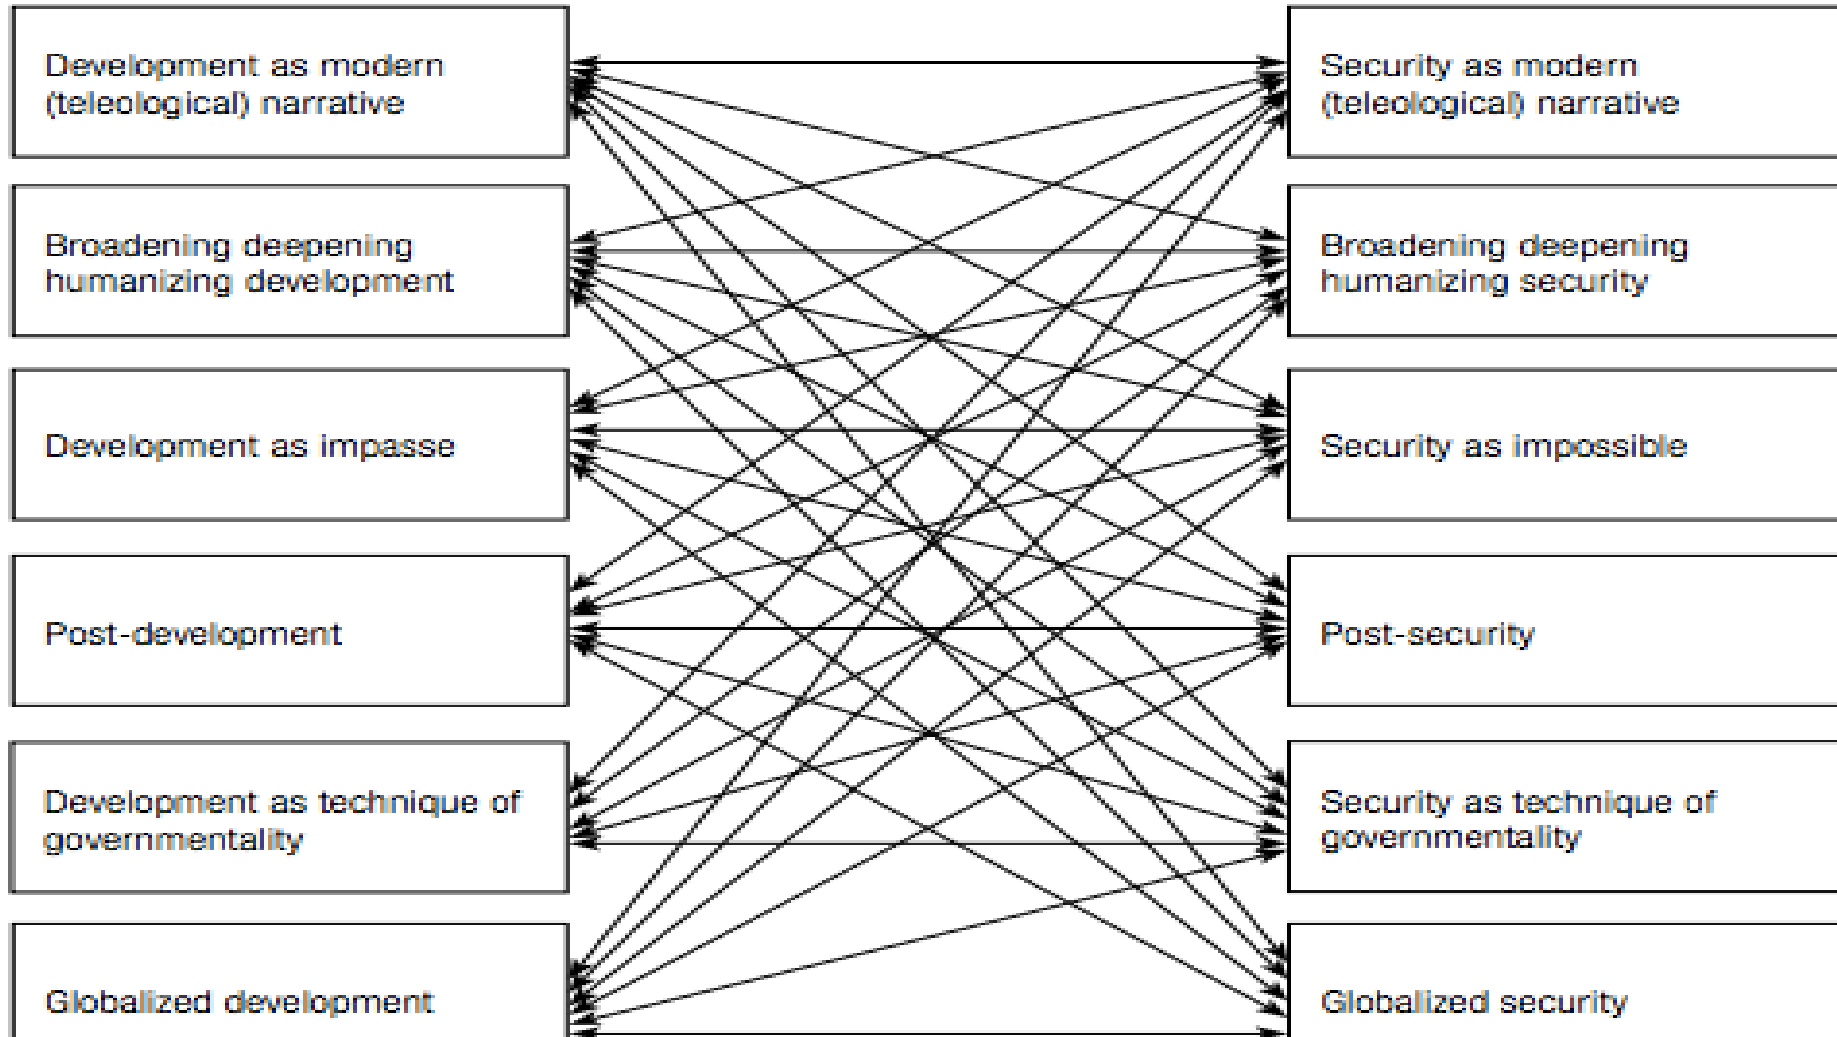 Development as modern
(teleological) narrative
Security as modern
(teleological) narrative
Broadening deepening
humanizing development
Broadening deepening
humanizing security
Development as impasse
Security as impossible
Post-development
Post-security
Development as technique of
governmentality
Security as technique of
governmentality
Globalized development
Globalized security